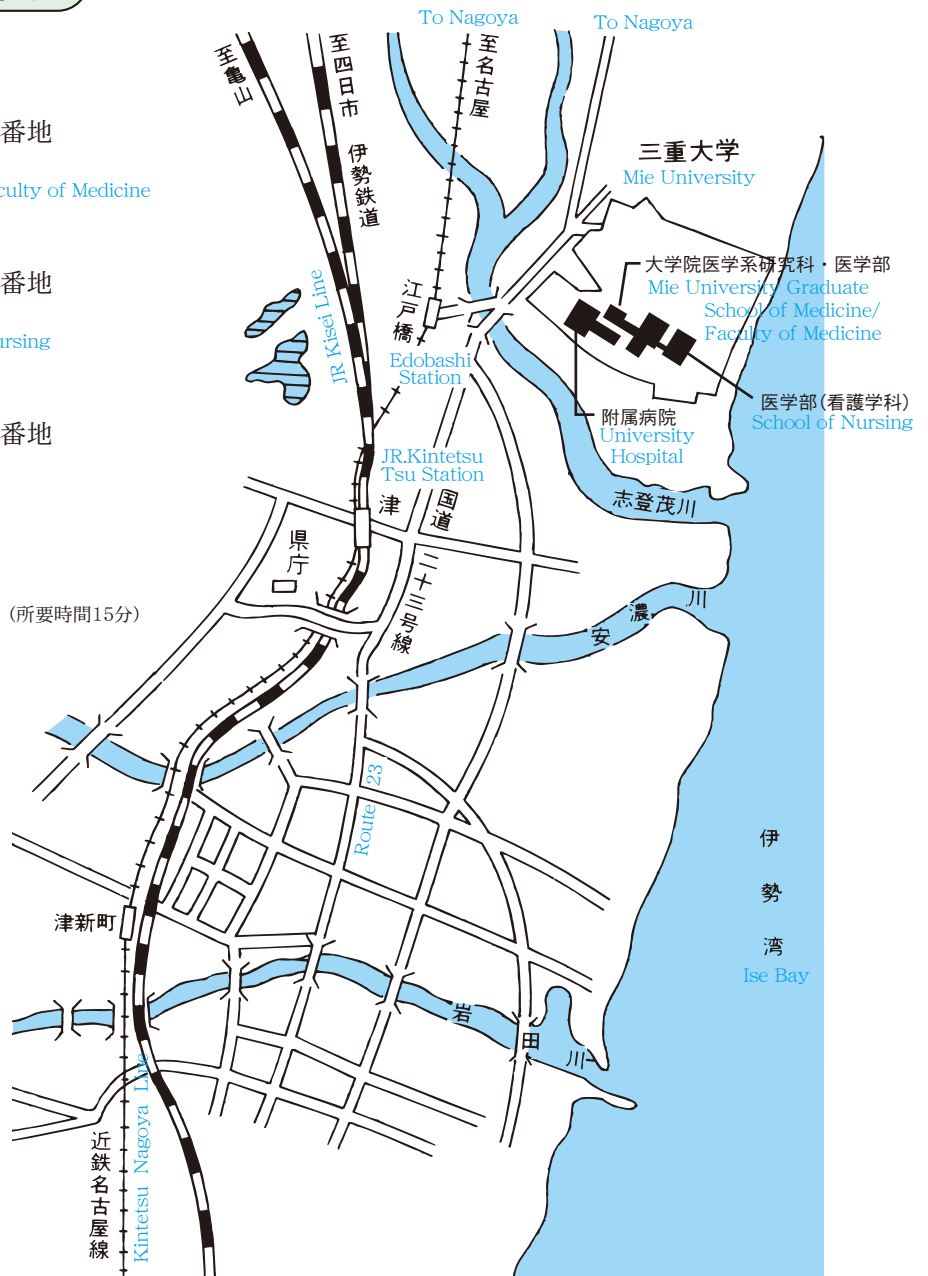 To Nagoya
To Nagoya
至亀山
至四日市
伊勢鉄道
至名古屋
番地
三重大学
Mie University
culty of Medicine
大学院医学系研究科・医学部
Mie University Graduate
School of Medicine/
Faculty of Medicine
番地
JR Kisei Line
江戸橋
ursing
Edobashi
Station
医学部(看護学科)
School of Nursing
附属病院
University
Hospital
番地
JR.Kintetsu
Tsu Station
津
国道
二十三号線
志登茂川
県庁
(所要時間15分)
安濃川
Route 23
伊勢湾
Ise Bay
津新町
岩田川
近鉄名古屋線
Kintetsu Nagoya Line